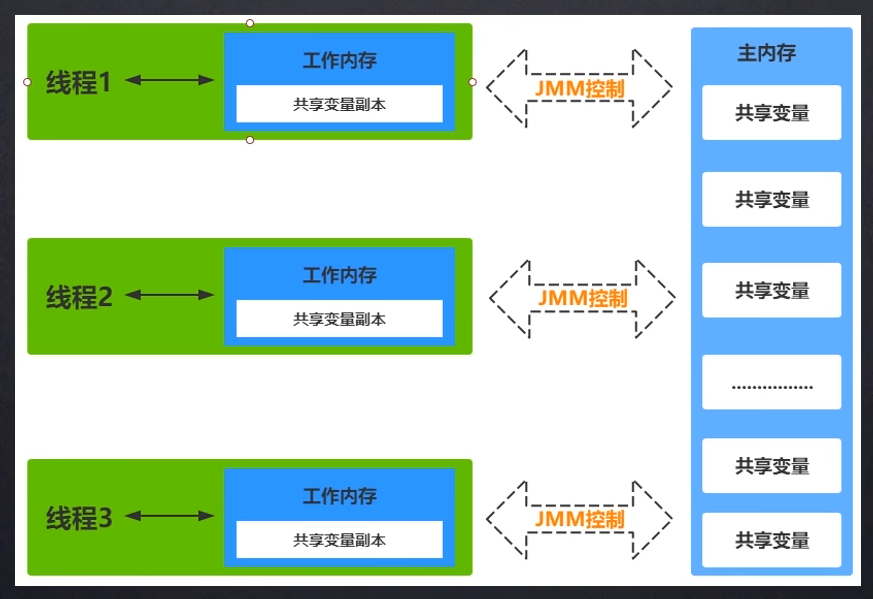 线程1
工作内存
共享变量副本
JMM控制
线程2
工作内存
共享变量副本
JMM控制
线程3
工作内存
共享变量副本
JMM控制
主内存
共享变量
共享变量
共享变量
................
共享变量
共享变量